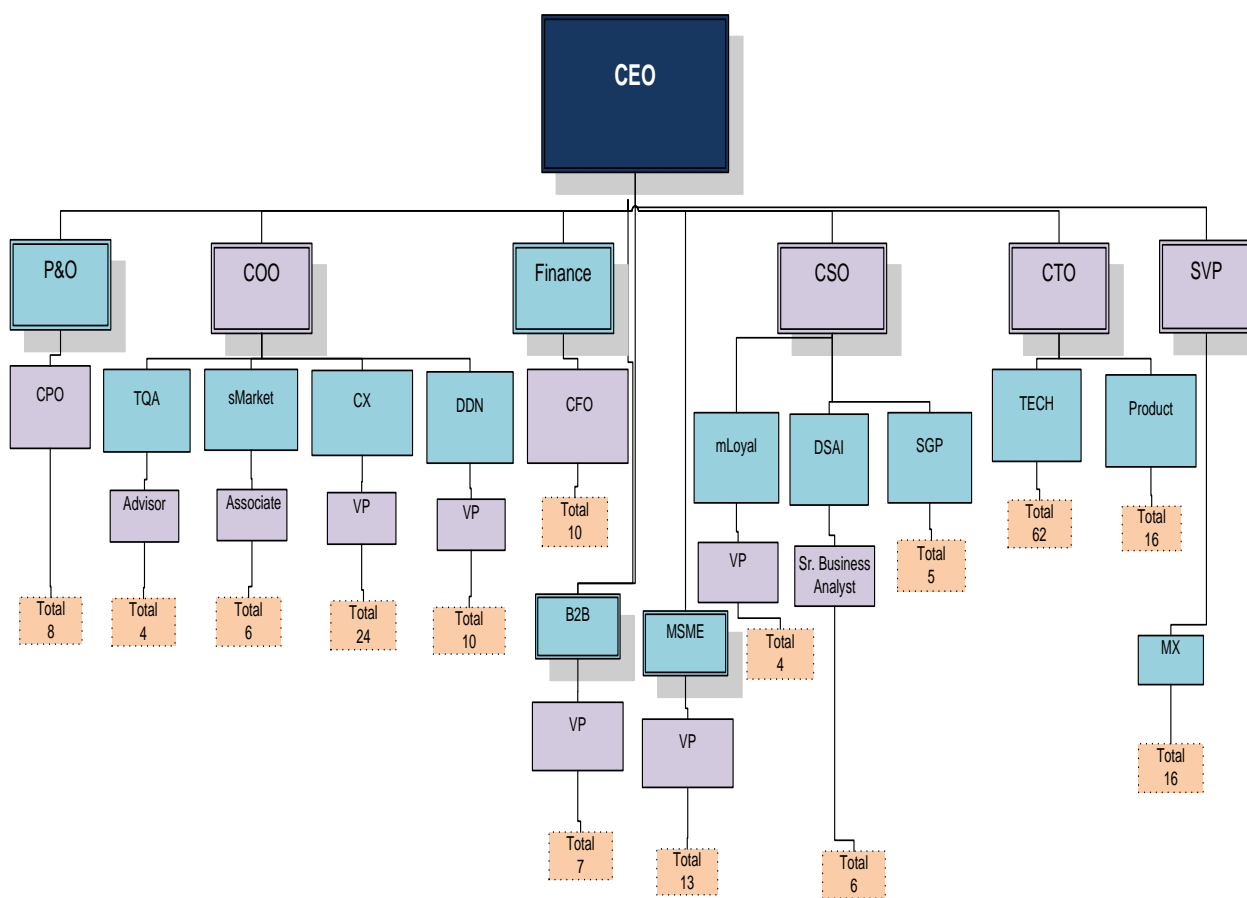 CEO
P&O
COO
Finance
CSO
CTO
SVP
CPO
TQA
sMarket
CX
DDN
CFO
mLoyal
DSAI
SGP
TECH
Product
Advisor
Associate
VP
VP
Total
10
VP
Sr. Business
Analyst
Total
5
Total
62
Total
16
Total
8
Total
4
Total
6
Total
24
Total
10
B2B
MSME
Total
4
MX
VP
VP
Total
16
Total
7
Total
13
Total
6